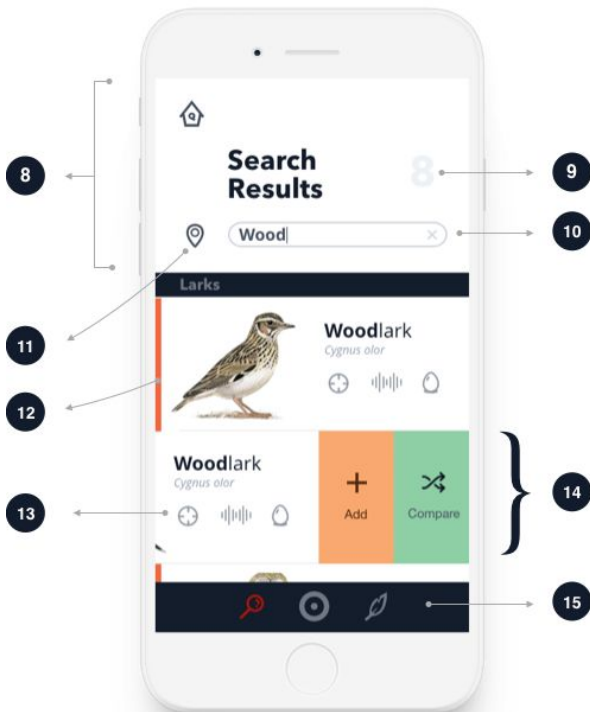 Search
Results
8
Wood
Larks
Woodlark
Cygnus olor
Woodlark
Cygnus olor
Add
Compare
8
9
10
11
12
13
14
15